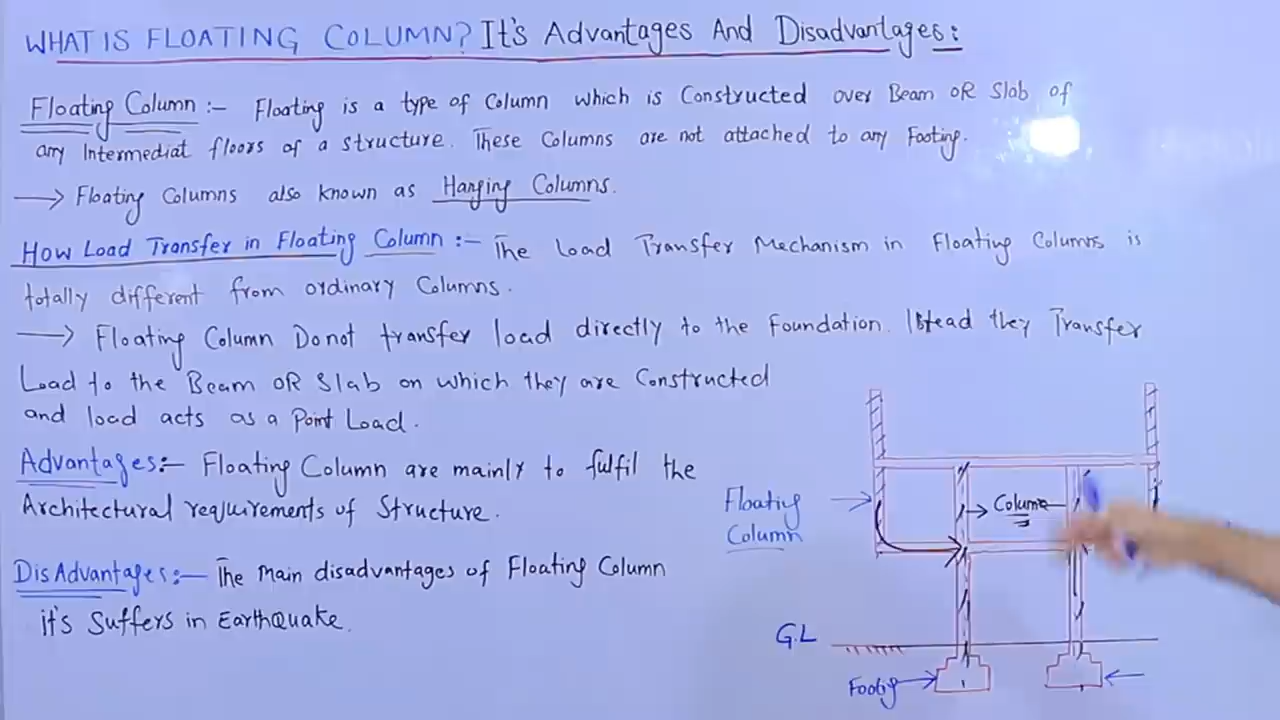 WHAT IS FLOATING COLUMN? It's Advantages And Disadvantages:
Floating Column :- Floating is a type of Column which is Constructed over Beam OR Slab of
any Intermediat floors of a structure. These Columns are not attached to any Footing.
→ Floating Columns also known as Hanging Columns.
How Load Transfer in Floating Column :- The Load Transfer Mechanism in Floating Columns is
totally different from ordinary Columns.
→ Floating Column Do not transfer load directly to the Foundation. Istead they Transfer
Load to the Beam OR Slab on which they are Constructed
and load acts as a Point Load.
Advantages:- Floating Column are mainly to fulfil the
Architectural requirements of Structure.
DisAdvantages:- The main disadvantages of Floating Column
it's Suffers in EarthQuake.
Floating
Column
Column
G.L
Footig